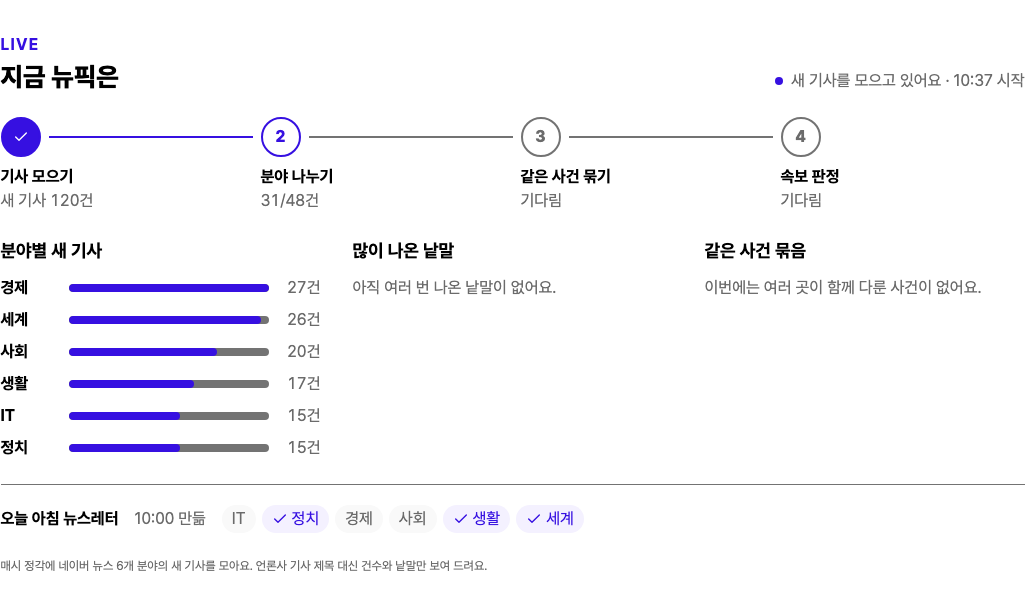 LIVE
지금 뉴픽은
새 기사를 모으고 있어요 · 10:37 시작
2
3
4
기사 모으기
분야 나누기
같은 사건 묶기
속보 판정
새 기사 120건
31/48건
기다림
기다림
분야별 새 기사
많이 나온 낱말
같은 사건 묶음
경제 27건
아직 여러 번 나온 낱말이 없어요.
이번에는 여러 곳이 함께 다룬 사건이 없어요.
세계 26건
사회 20건
생활 17건
IT 15건
정치 15건
오늘 아침 뉴스레터 10:00 만듦 IT 정치 경제 사회 생활 세계
매시 정각에 네이버 뉴스 6개 분야의 새 기사를 모아요. 언론사 기사 제목 대신 건수와 낱말만 보여 드려요.